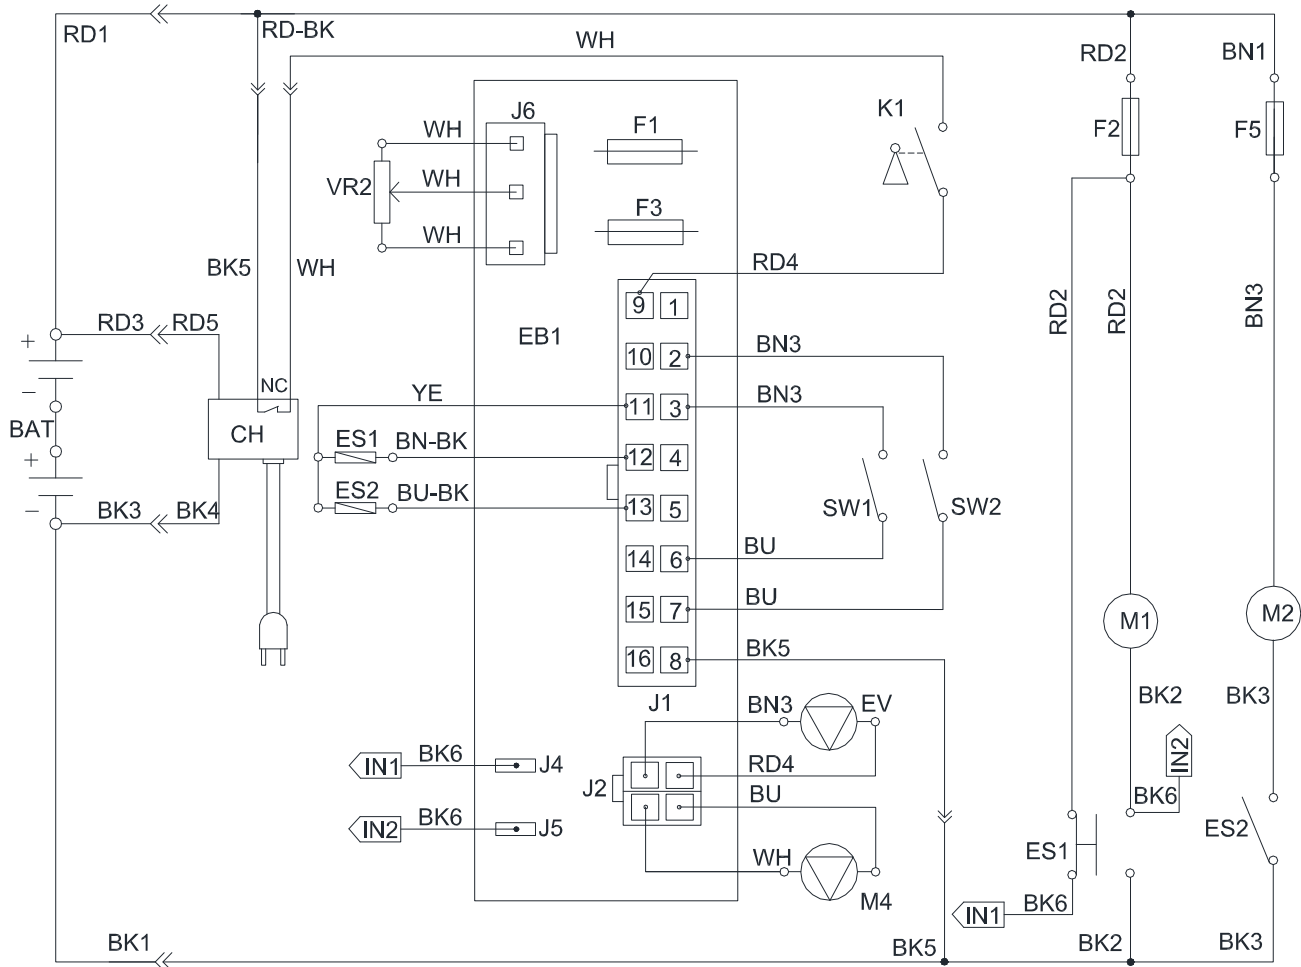 RD1
RD-BK
WH
RD2
BN1
J6
F1
K1
F2
F5
WH
VR2
WH
F3
WH
BK5
WH
RD4
RD2
RD2
BN3
9 1
RD3
RD5
+
EB1
10 2
BN3
−
NC
YE
11 3
BN3
BAT
CH
ES1
BN-BK
12 4
+
ES2
BU-BK
13 5
SW1
SW2
−
BK3
BK4
14 6
BU
15 7
BU
M1
M2
16 8
BK5
J1
BN3
EV
BK2
BK3
IN1
BK6
J4
RD4
IN2
J2
BU
BK6
IN2
BK6
J5
ES2
WH
ES1
M4
IN1
BK6
BK1
BK5
BK2
BK3